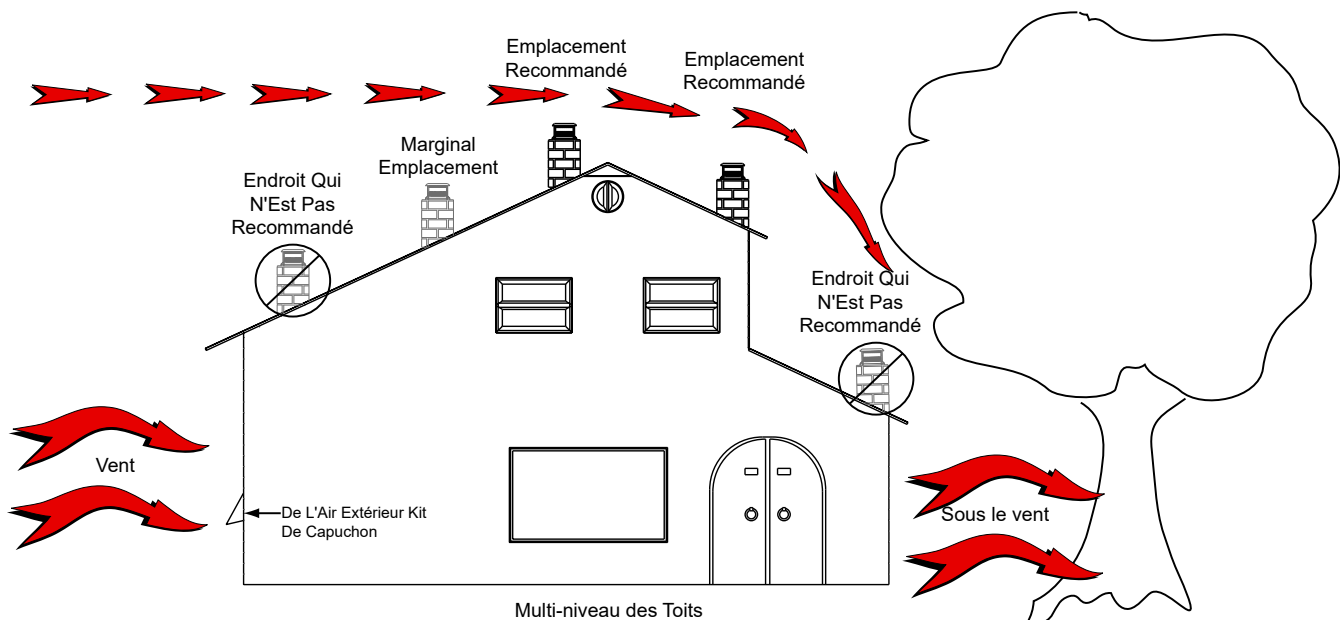 Emplacement
Recommandé
Emplacement
Recommandé
Marginal
Emplacement
Endroit Qui
N'Est Pas
Recommandé
Endroit Qui
N'Est Pas
Recommandé
Vent
De L'Air Extérieur Kit
De Capuchon
Sous le vent
Multi-niveau des Toits